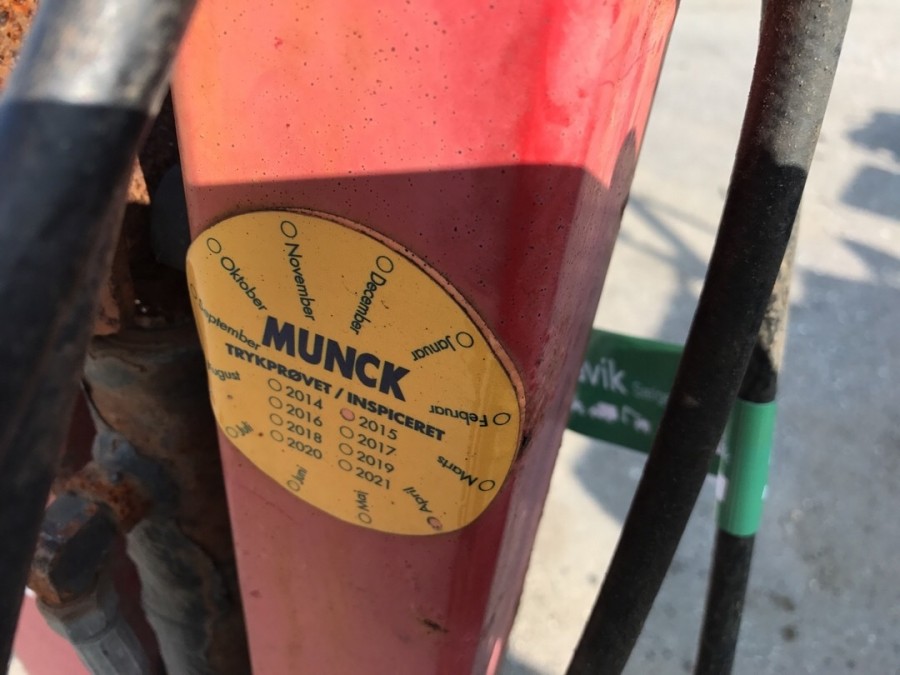 Oktober
November
December
Januar
September
MUNCK
TRYKPRØVET / INSPICERET
August
Februar
2014
2015
2016
2017
2018
2019
2020
2021
Marts
Juli
Juni
Maj
April
vik